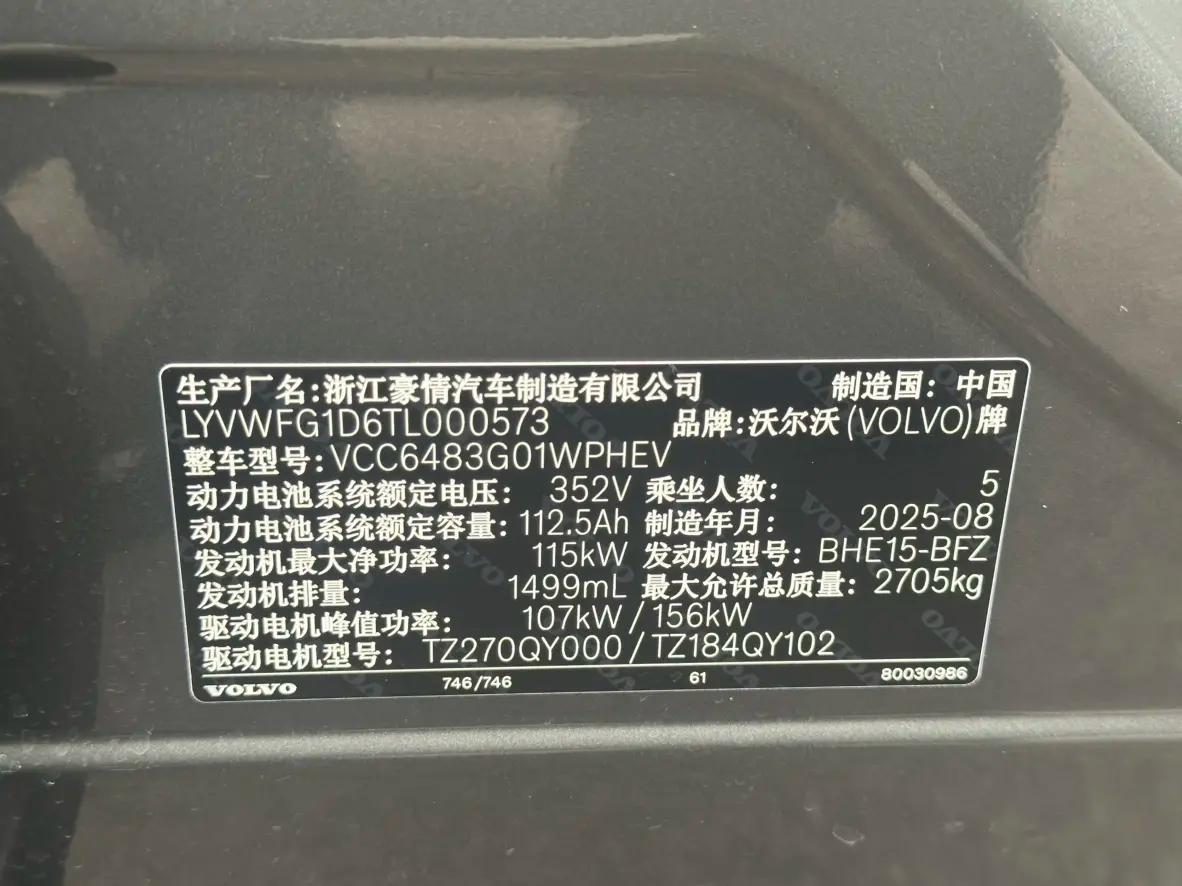 生产厂名:浙江豪情汽车制造有限公司 制造国: 中国
LYVWFG1D6TL000573 品牌:沃尔沃(VOLVO)牌
整车型号:VCC6483G01WPHEV
动力电池系统额定电压: 352V 乘坐人数: 5
动力电池系统额定容量: 112.5Ah 制造年月: 2025-08
发动机最大净功率: 115kW 发动机型号: BHE15-BFZ
发动机排量: 1499mL 最大允许总质量: 2705kg
驱动电机峰值功率: 107kW / 156kW
驱动电机型号: TZ270QY000 / TZ184QY102
VOLVO 746/746 61 80030986